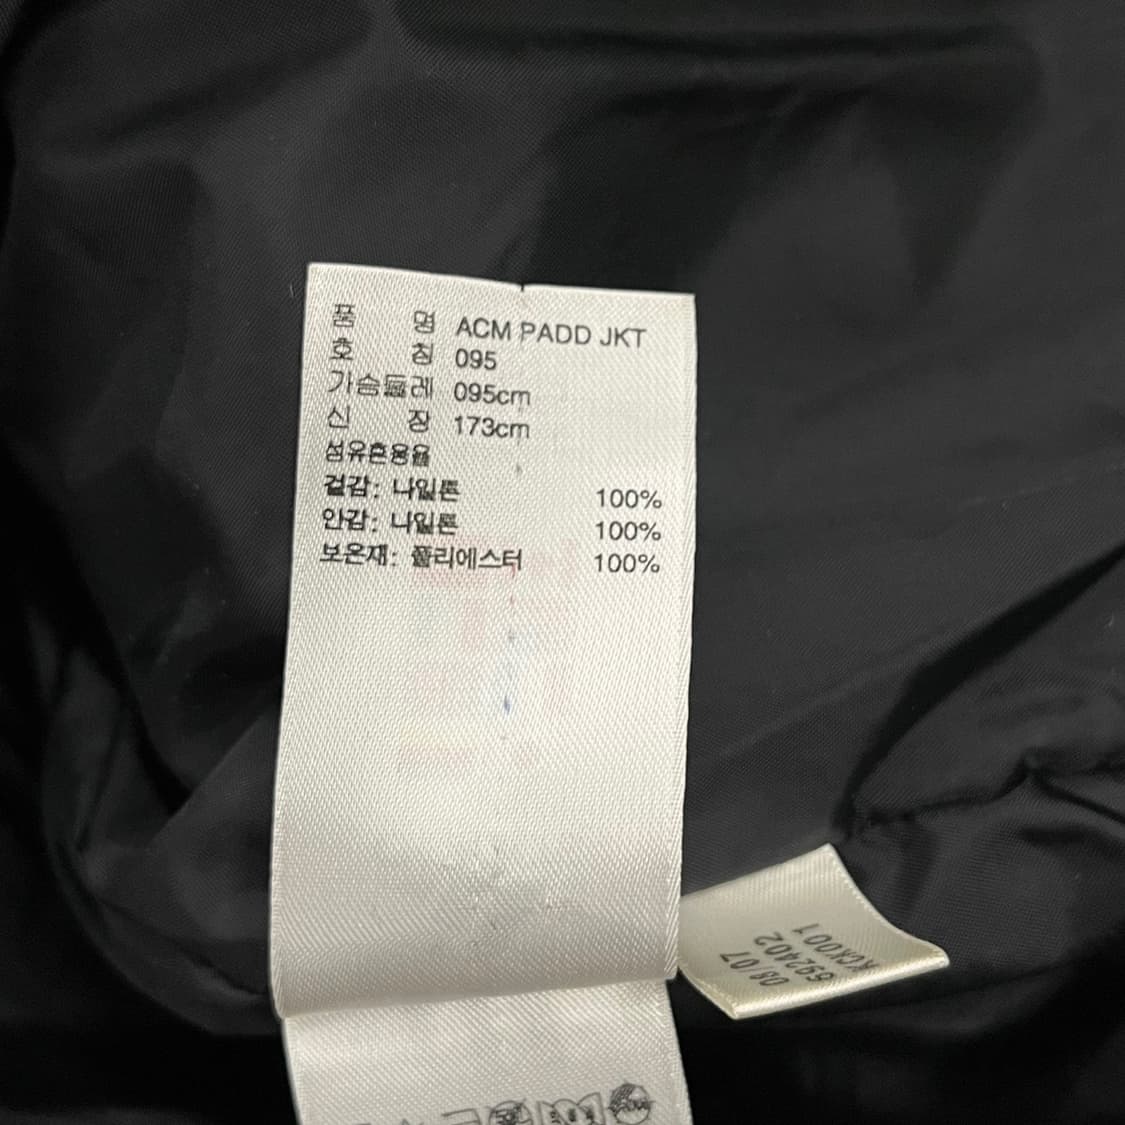 품 명 ACM PADD JKT
호 칭 095
가슴둘레 095cm
신 장 173cm
섬유혼용율
겉감: 나일론 100%
안감: 나일론 100%
보온재: 폴리에스터 100%
08/07
692402
KCK001